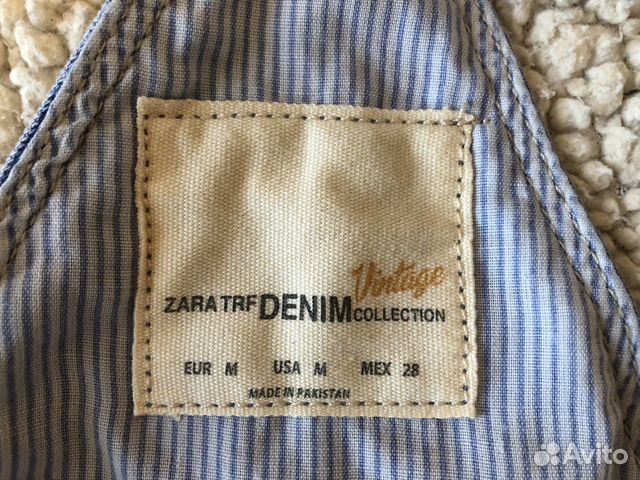 Vintage
ZARA TRF DENIM COLLECTION
EUR M USA M MEX 28
MADE IN PAKISTAN
Avito